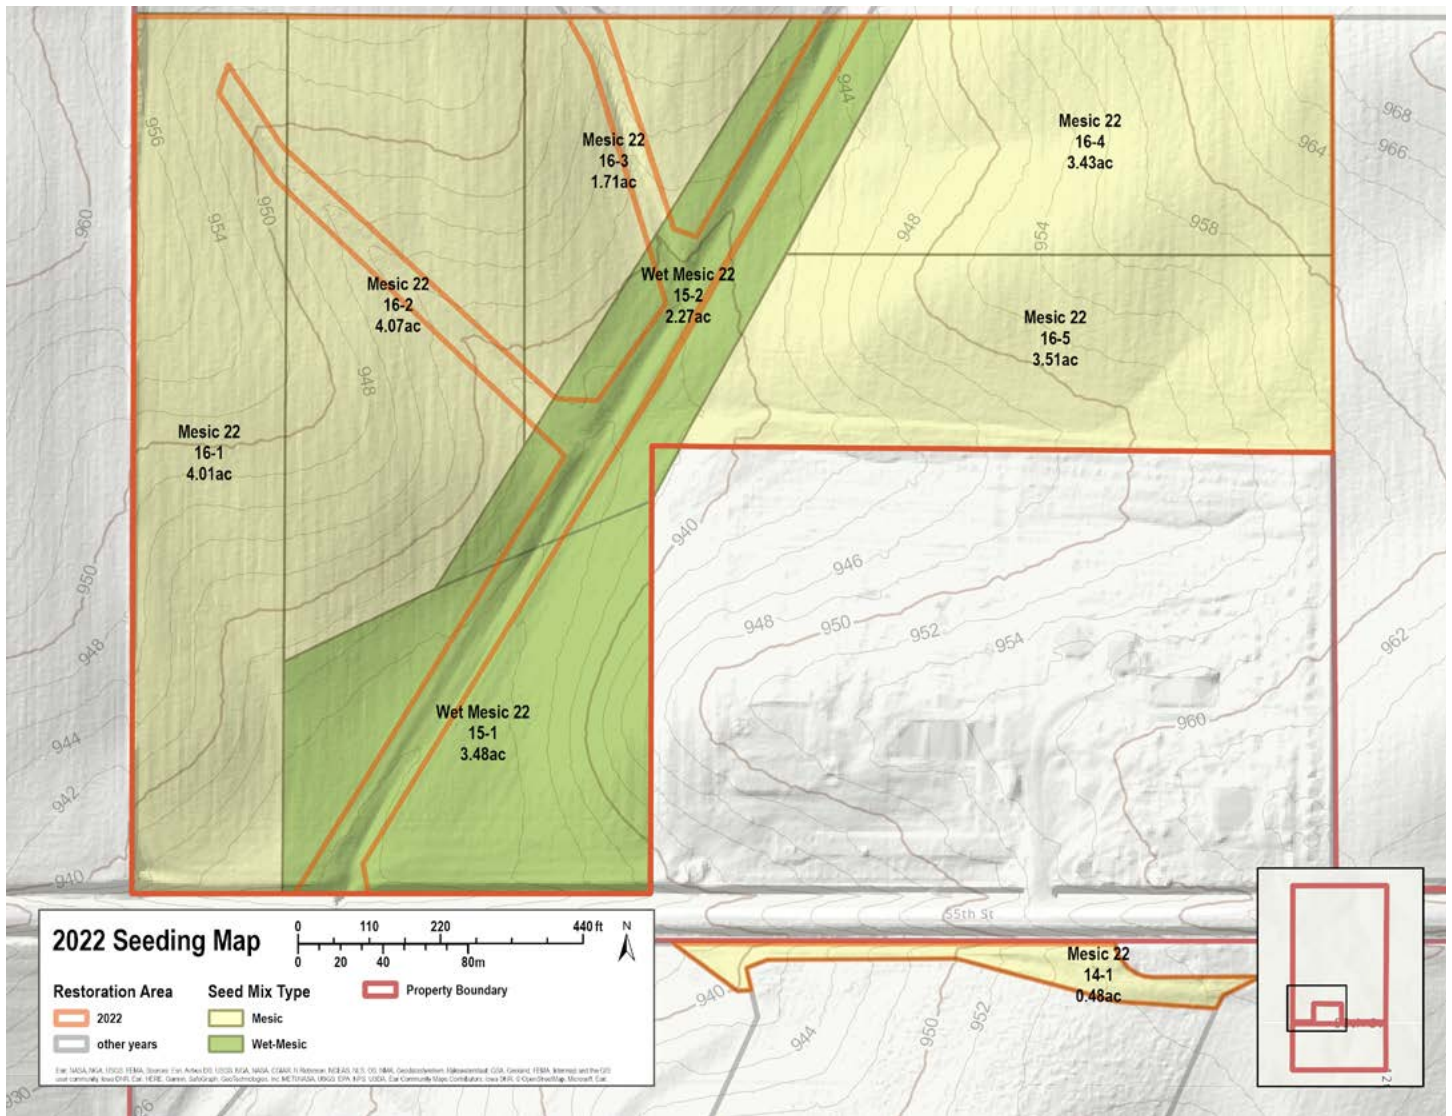 968
966
964
956
944
Mesic 22
16-4
3.43ac
Mesic 22
16-3
1.71ac
960
950
954
948
954
958
Wet Mesic 22
15-2
2.27ac
Mesic 22
16-2
4.07ac
Mesic 22
16-5
3.51ac
948
Mesic 22
16-1
4.01ac
940
946
950
948
950
952
954
962
948
960
Wet Mesic 22
15-1
3.48ac
944
942
940
55th St
2022 Seeding Map
0 110 220 440 ft
0 20 40 80m
N
Restoration Area
2022
other years
Seed Mix Type
Mesic
Wet-Mesic
Property Boundary
Mesic 22
14-1
0.48ac
940
944
950
952
930